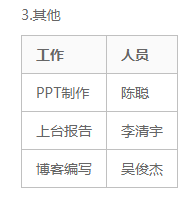 3.其他
工作 人员
PPT制作 陈聪
上台报告 李清宇
博客编写 吴俊杰